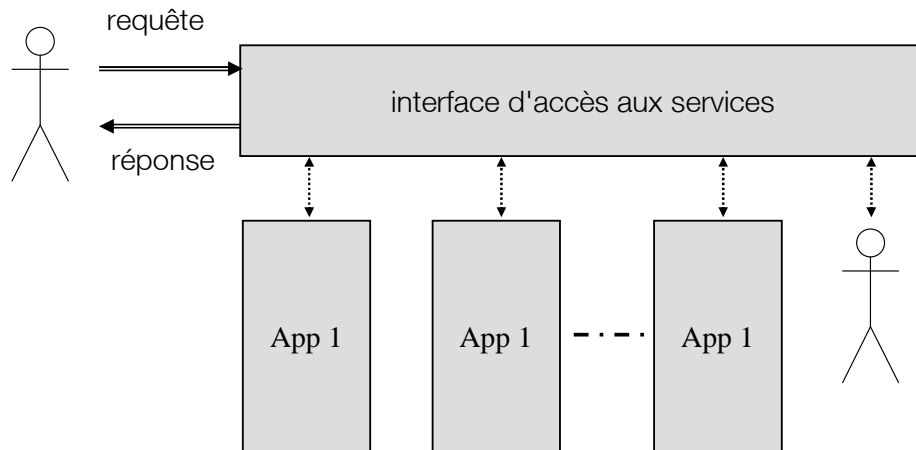 requête
interface d'accès aux services
réponse
App 1
App 1
App 1